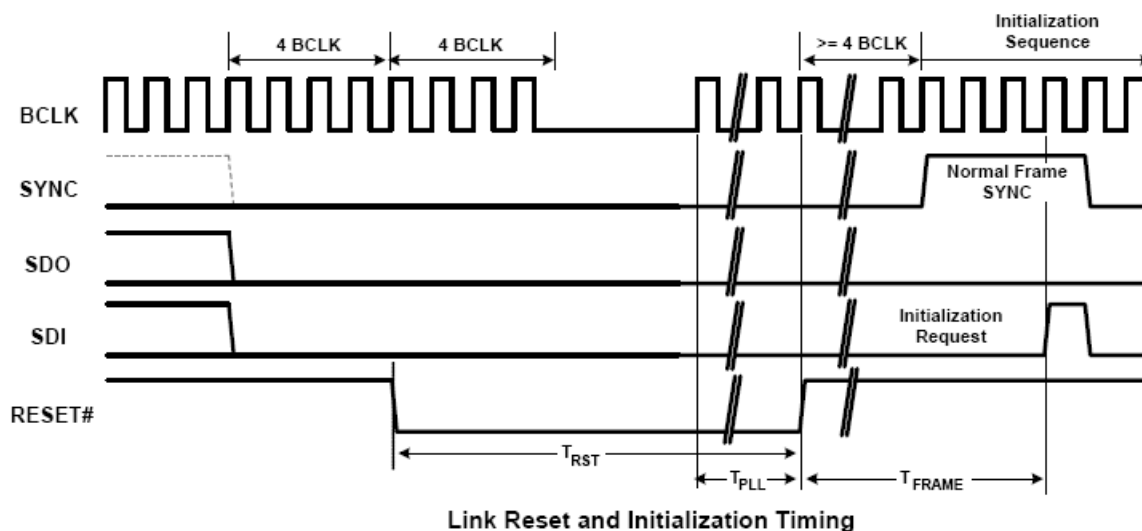 4 BCLK
4 BCLK
>= 4 BCLK
Initialization
Sequence
BCLK
SYNC
Normal Frame
SYNC
SDO
SDI
Initialization
Request
RESET#
TRST
TPLL
TFRAME
Link Reset and Initialization Timing